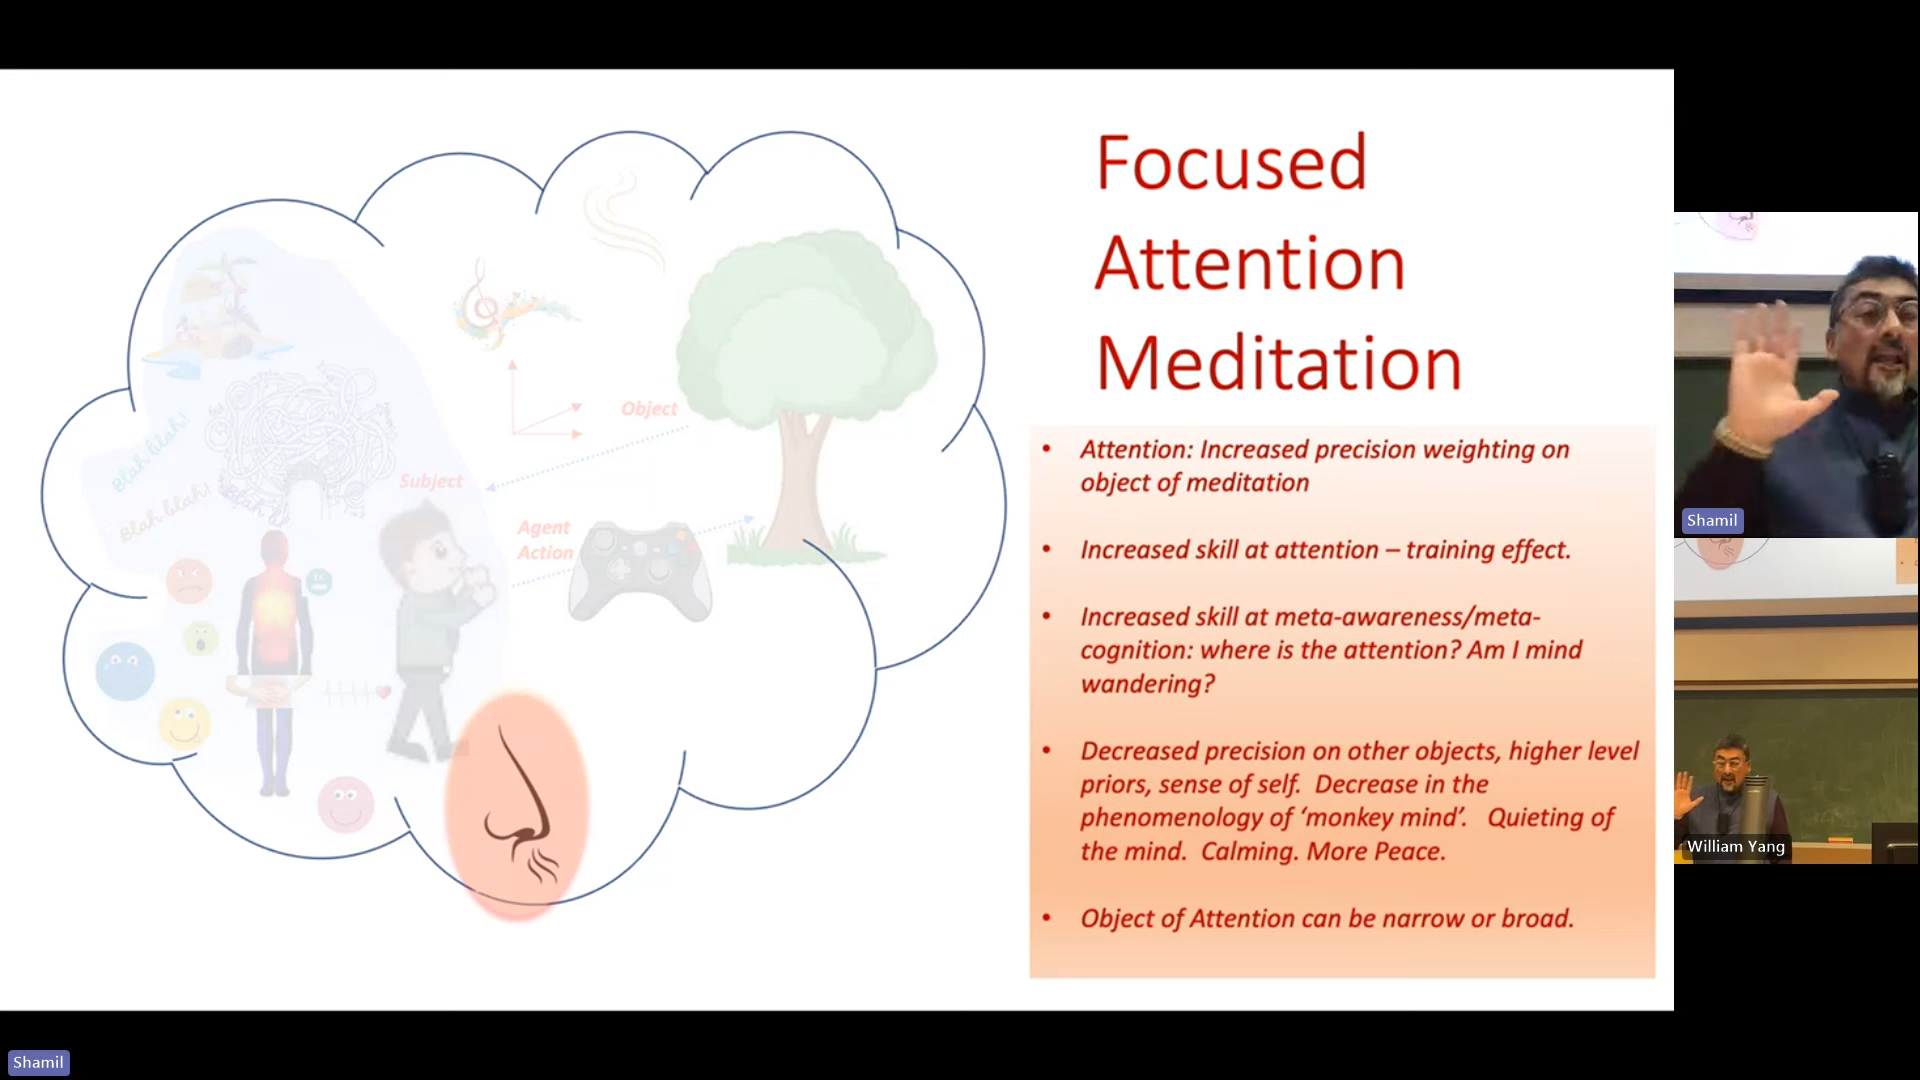 Focused
Attention
Meditation
Object
Subject
Agent
Action
Blah blah!
Blah blah!
• Attention: Increased precision weighting on
object of meditation
• Increased skill at attention – training effect.
• Increased skill at meta-awareness/meta-
cognition: where is the attention? Am I mind
wandering?
• Decreased precision on other objects, higher level
priors, sense of self.  Decrease in the
phenomenology of ‘monkey mind’.   Quieting of
the mind.  Calming. More Peace.
• Object of Attention can be narrow or broad.
Shamil
William Yang
Shamil